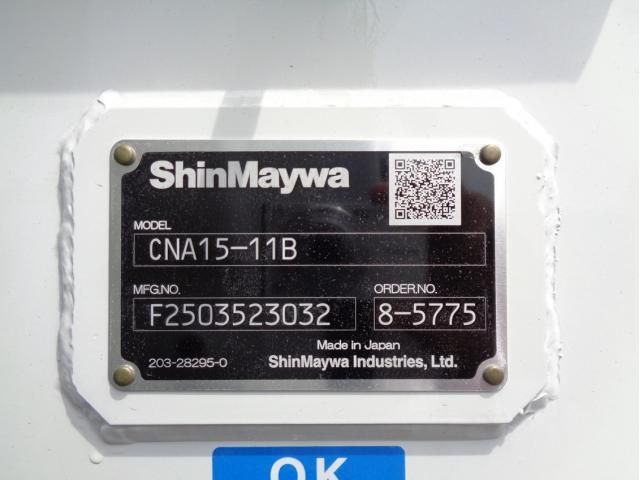 ShinMaywa
MODEL
CNA15-11B
MFG.NO. ORDER.NO.
F2503523032 8-5775
Made in Japan
203-28295-0 ShinMaywa Industries, Ltd.
OK